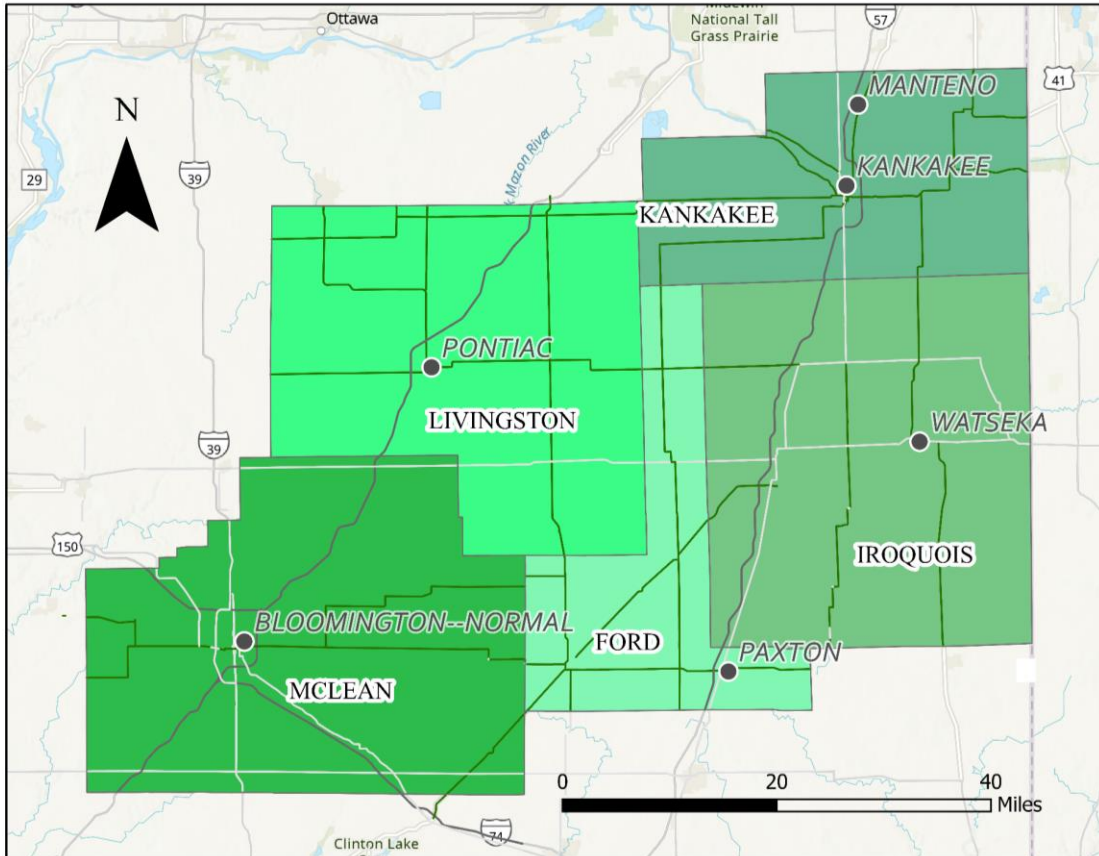 Ottawa
National Tall
Grass Prairie
57
41
MANTENO
N
39
29
Mazon River
KANKAKEE
KANKAKEE
PONTIAC
LIVINGSTON
WATSEKA
39
150
IROQUOIS
BLOOMINGTON--NORMAL
FORD
PAXTON
MCLEAN
0 20 40
Miles
74
Clinton Lake